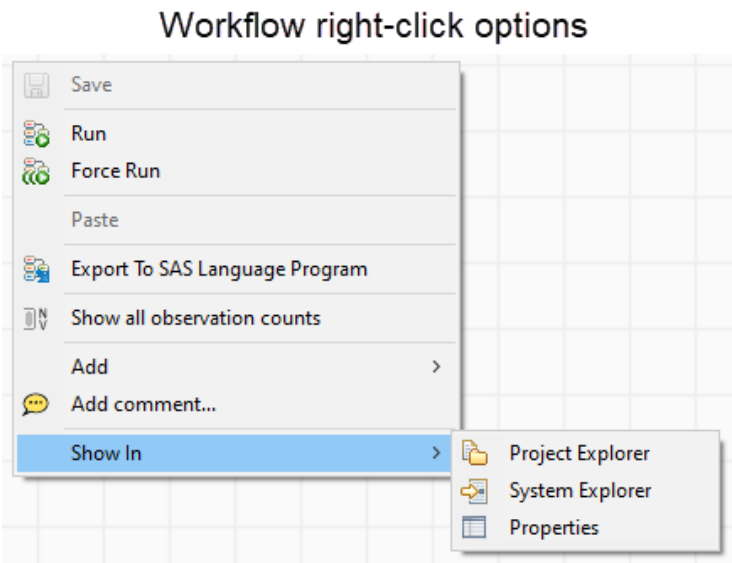 Workflow right-click options
Save
Run
Force Run
Paste
Export To SAS Language Program
N
V
Show all observation counts
Add
Add comment...
Show In
Project Explorer
System Explorer
Properties